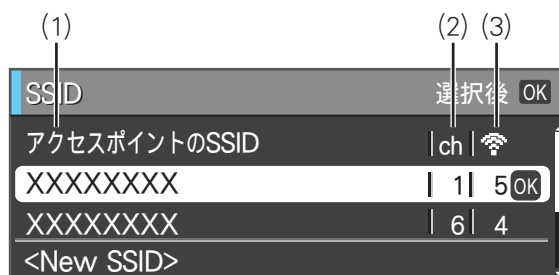 (1) (2) (3)
SSID 選択後 OK
アクセスポイントのSSID ch
XXXXXXXX 1 5 OK
XXXXXXXX 6 4
<New SSID>